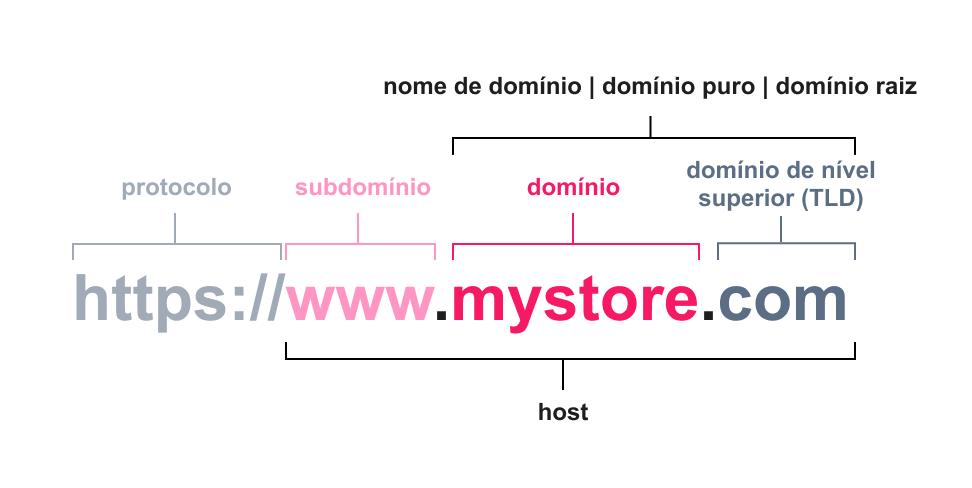 nome de domínio | domínio puro | domínio raiz
protocolo
subdomínio
domínio
domínio de nível
superior (TLD)
https://www.mystore.com
host